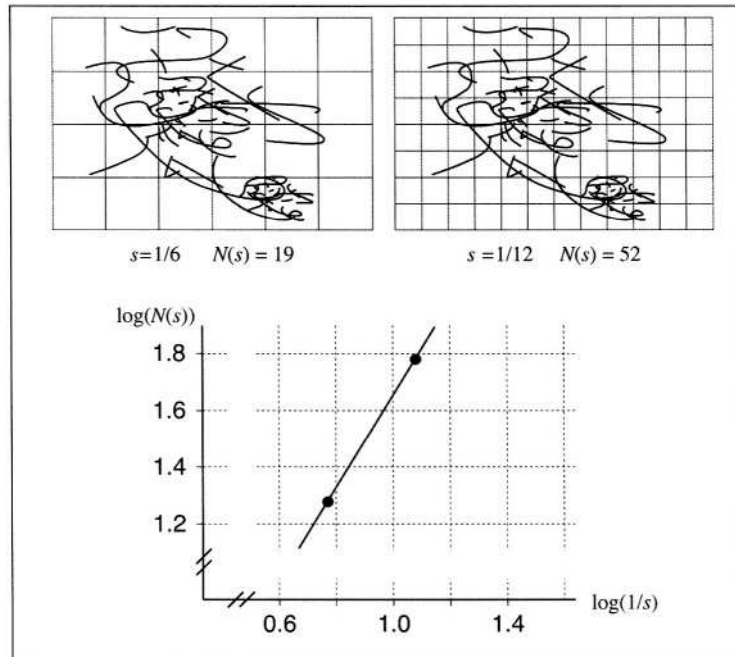 s=1/6 N(s) = 19
s=1/12 N(s) = 52
log(N(s))
1.8
1.6
1.4
1.2
0.6 1.0 1.4
log(1/s)